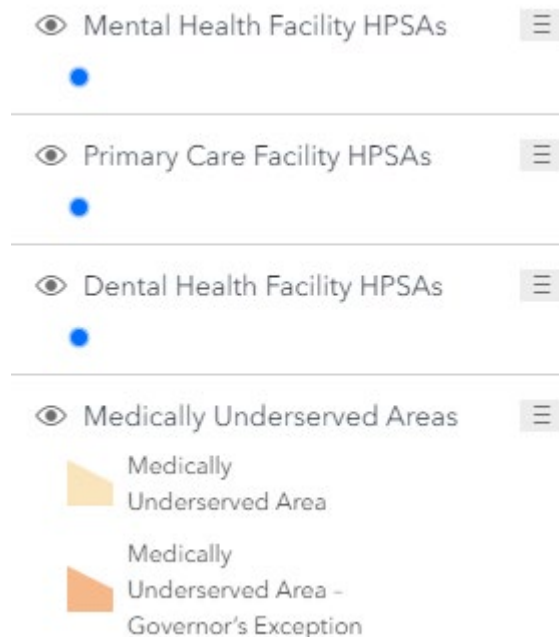 Mental Health Facility HPSAs
Primary Care Facility HPSAs
Dental Health Facility HPSAs
Medically Underserved Areas
Medically
Underserved Area
Medically
Underserved Area –
Governor's Exception